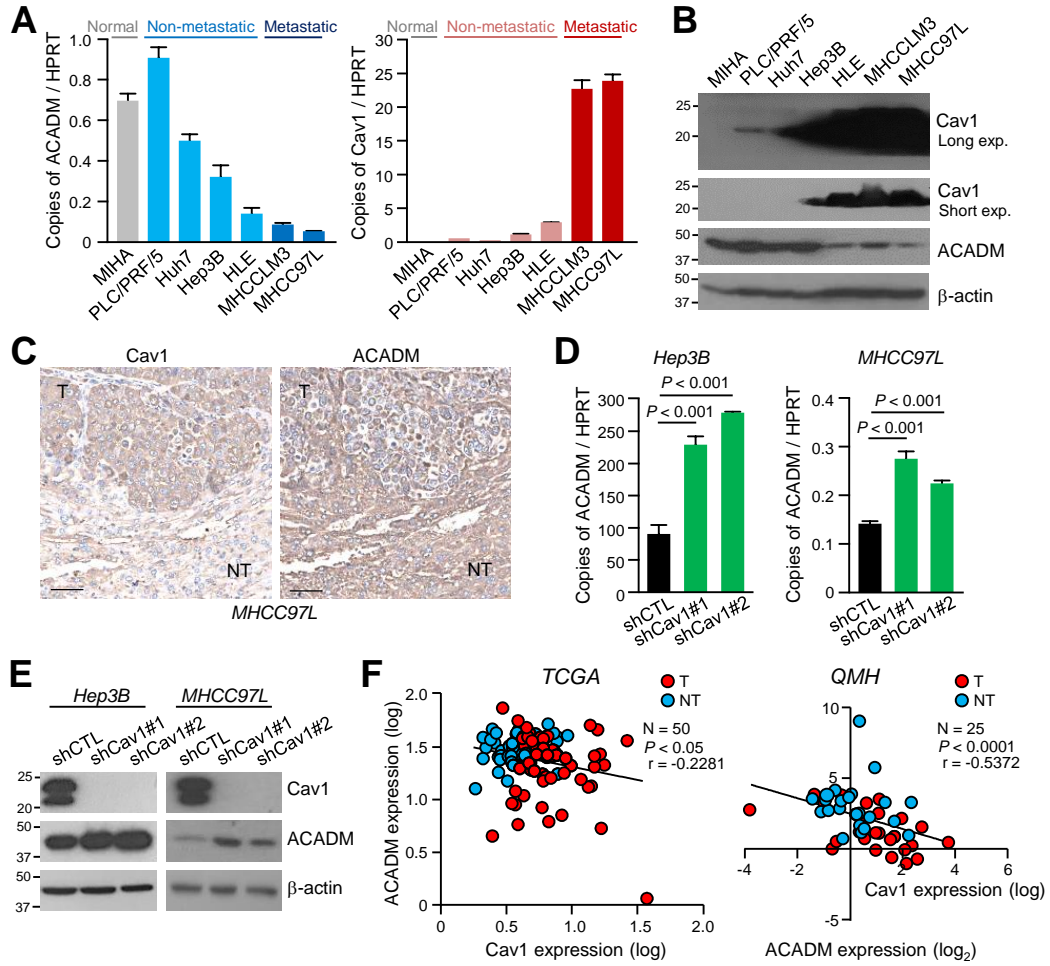 A
Normal Non-metastatic Metastatic
Copies of ACADM / HPRT
1.0
0.8
0.6
0.4
0.2
0
MIHA
PLC/PRF/5
Huh7
Hep3B
HLE
MHCCLM3
MHCC97L
Normal Non-metastatic Metastatic
Copies of Cav1 / HPRT
30
25
20
15
10
5
0
MIHA
PLC/PRF/5
Huh7
Hep3B
HLE
MHCCLM3
MHCC97L
B
MIHA
PLC/PRF/5
Huh7
Hep3B
HLE
MHCCLM3
MHCC97L
25
20
Cav1
Long exp.
25
20
Cav1
Short exp.
50
37
ACADM
50
37
β-actin
C
Cav1 ACADM
T T
NT NT
MHCC97L
D
Hep3B
Copies of ACADM / HPRT
P < 0.001
P < 0.001
300
250
200
150
100
50
0
shCTL
shCav1#1
shCav1#2
MHCC97L
Copies of ACADM / HPRT
P < 0.001
P < 0.001
0.4
0.3
0.2
0.1
0
shCTL
shCav1#1
shCav1#2
E
Hep3B MHCC97L
shCTL
shCav1#1
shCav1#2
shCTL
shCav1#1
shCav1#2
25
20
Cav1
50
37
ACADM
50
37
β-actin
F
TCGA
T
NT
N = 50
P < 0.05
r = -0.2281
ACADM expression (log)
2.0
1.5
1.0
0.5
0
0 0.5 1.0 1.5 2.0
Cav1 expression (log)
QMH
T
NT
N = 25
P < 0.0001
r = -0.5372
10
5
-5
-4 -2 0 2 4 6
Cav1 expression (log)
ACADM expression (log2)